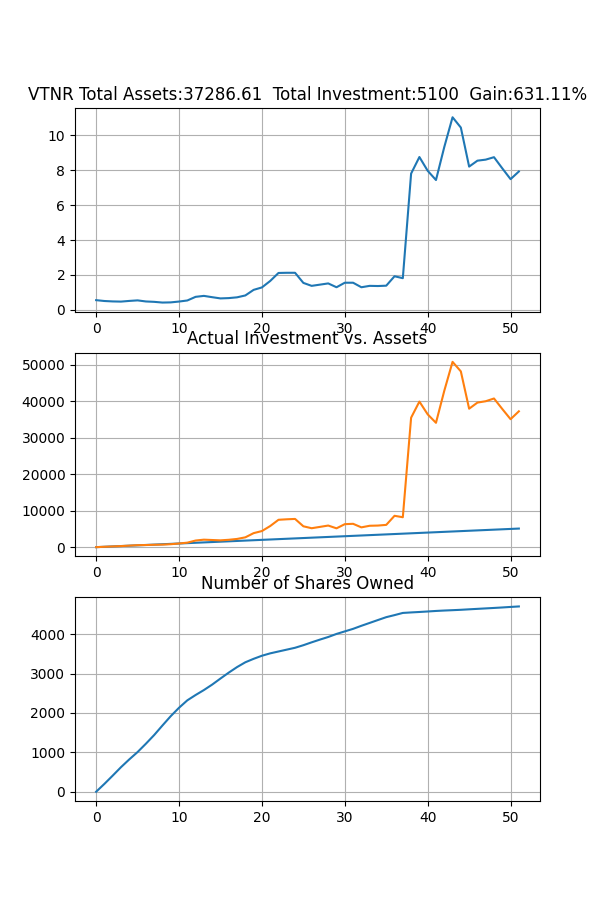 VTNR Total Assets:37286.61 Total Investment:5100 Gain:631.11%
10
8
6
4
2
0
0 10 20 30 40 50
Actual Investment vs. Assets
50000
40000
30000
20000
10000
0
0 10 20 30 40 50
Number of Shares Owned
4000
3000
2000
1000
0
0 10 20 30 40 50